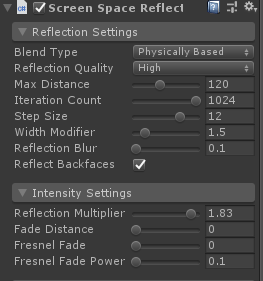 Screen Space Reflect
Reflection Settings
Blend Type Physically Based
Reflection Quality High
Max Distance 120
Iteration Count 1024
Step Size 12
Width Modifier 1.5
Reflection Blur 0.1
Reflect Backfaces
Intensity Settings
Reflection Multiplier 1.83
Fade Distance 0
Fresnel Fade 0
Fresnel Fade Power 0.1